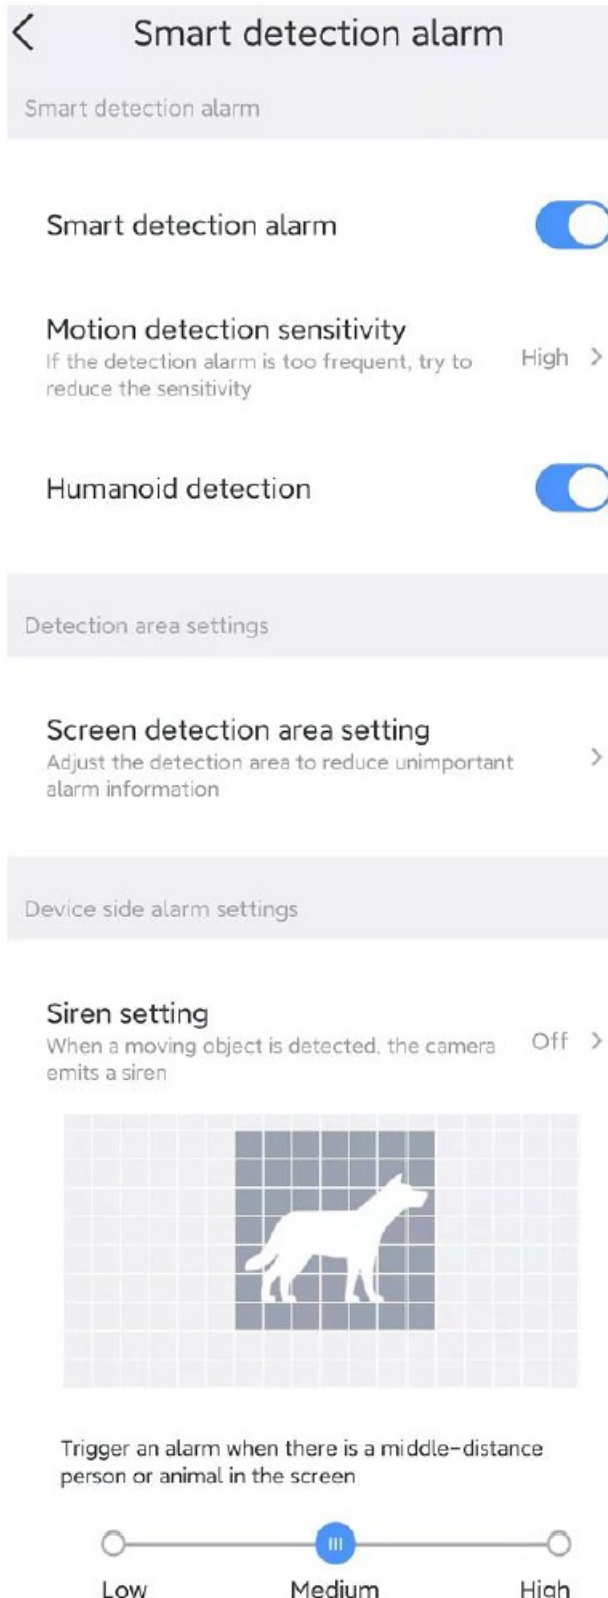 Smart detection alarm
Smart detection alarm
Smart detection alarm
Motion detection sensitivity
If the detection alarm is too frequent, try to
reduce the sensitivity
High
Humanoid detection
Detection area settings
Screen detection area setting
Adjust the detection area to reduce unimportant
alarm information
Device side alarm settings
Siren setting
When a moving object is detected, the camera
emits a siren
Off
Trigger an alarm when there is a middle-distance
person or animal in the screen
Low Medium High